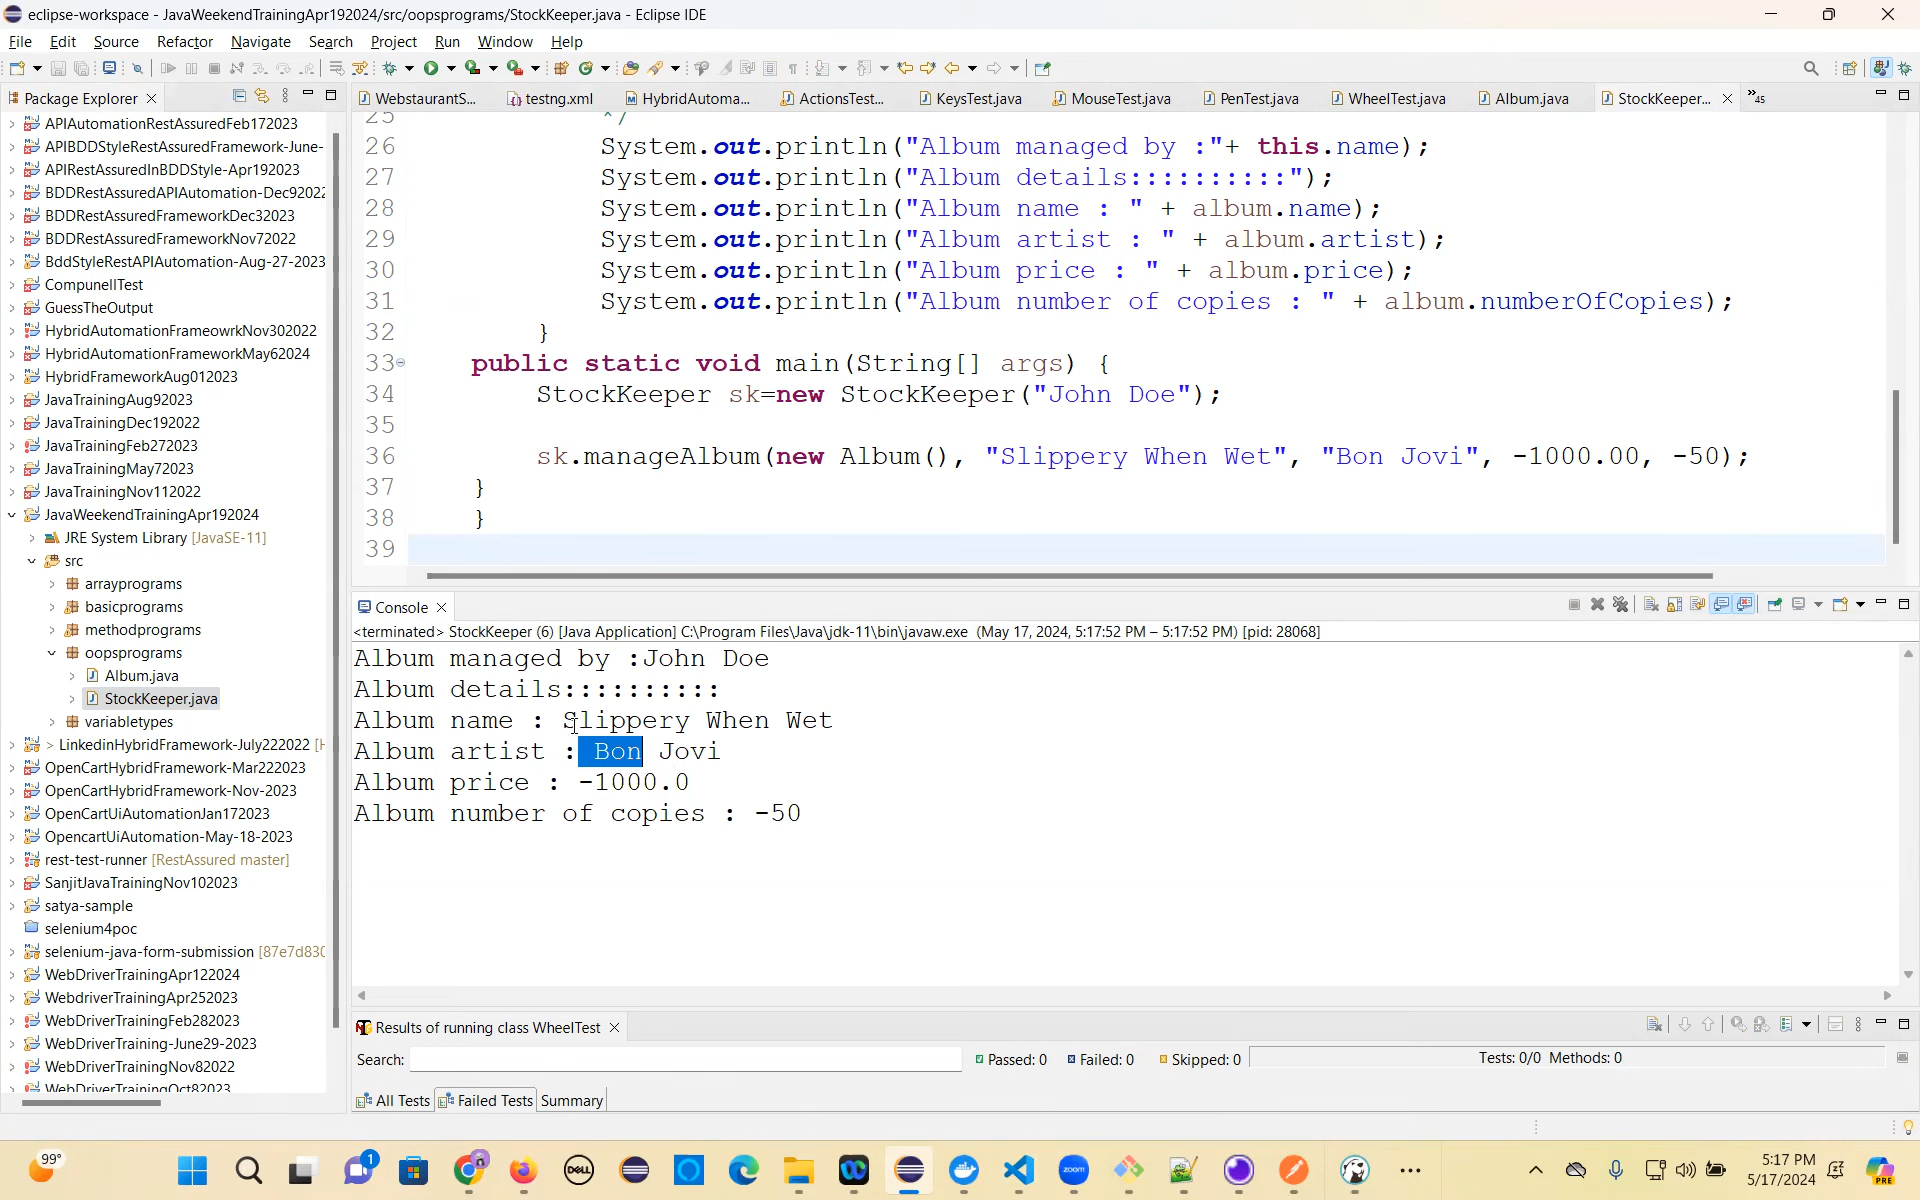 eclipse-workspace - JavaWeekendTrainingApr192024/src/oopsprograms/StockKeeper.java - Eclipse IDE
File Edit Source Refactor Navigate Search Project Run Window Help
Package Explorer
WebstaurantS... testng.xml HybridAutoma... ActionsTest... KeysTest.java MouseTest.java PenTest.java WheelTest.java Album.java StockKeeper... »45
APIAutomationRestAssuredFeb172023
APIBDDStyleRestAssuredFramework-June-
APIRestAssuredInBDDStyle-Apr192023
BDDRestAssuredAPIAutomation-Dec92022
BDDRestAssuredFrameworkDec32023
BDDRestAssuredFrameworkNov72022
BddStyleRestAPIAutomation-Aug-27-2023
CompunellTest
GuessTheOutput
HybridAutomationFrameowrkNov302022
HybridAutomationFrameworkMay62024
HybridFrameworkAug012023
JavaTrainingAug92023
JavaTrainingDec192022
JavaTrainingFeb272023
JavaTrainingMay72023
JavaTrainingNov112022
JavaWeekendTrainingApr192024
JRE System Library [JavaSE-11]
src
arrayprograms
basicprograms
methodprograms
oopsprograms
Album.java
StockKeeper.java
variabletypes
> LinkedinHybridFramework-July222022 [H
OpenCartHybridFramework-Mar222023
OpenCartHybridFramework-Nov-2023
OpenCartUiAutomationJan172023
OpencartUiAutomation-May-18-2023
rest-test-runner [RestAssured master]
SanjitJavaTrainingNov102023
satya-sample
selenium4poc
selenium-java-form-submission [87e7d830
WebDriverTrainingApr122024
WebdriverTrainingApr252023
WebDriverTrainingFeb282023
WebDriverTraining-June29-2023
WebDriverTrainingNov82022
WebDriverTrainingOct82023
25 */
26 System.out.println("Album managed by :"+ this.name);
27 System.out.println("Album details::::::::::");
28 System.out.println("Album name : " + album.name);
29 System.out.println("Album artist : " + album.artist);
30 System.out.println("Album price : " + album.price);
31 System.out.println("Album number of copies : " + album.numberOfCopies);
32 }
33 public static void main(String[] args) {
34 StockKeeper sk=new StockKeeper("John Doe");
35
36 sk.manageAlbum(new Album(), "Slippery When Wet", "Bon Jovi", -1000.00, -50);
37 }
38 }
39
Console
<terminated> StockKeeper (6) [Java Application] C:\Program Files\Java\jdk-11\bin\javaw.exe (May 17, 2024, 5:17:52 PM – 5:17:52 PM) [pid: 28068]
Album managed by :John Doe
Album details::::::::::
Album name : Slippery When Wet
Album artist : Bon Jovi
Album price : -1000.0
Album number of copies : -50
Results of running class WheelTest
Search: Passed: 0 Failed: 0 Skipped: 0 Tests: 0/0 Methods: 0
All Tests Failed Tests Summary
99°
1
DELL
zoom
5:17 PM
5/17/2024
PRE